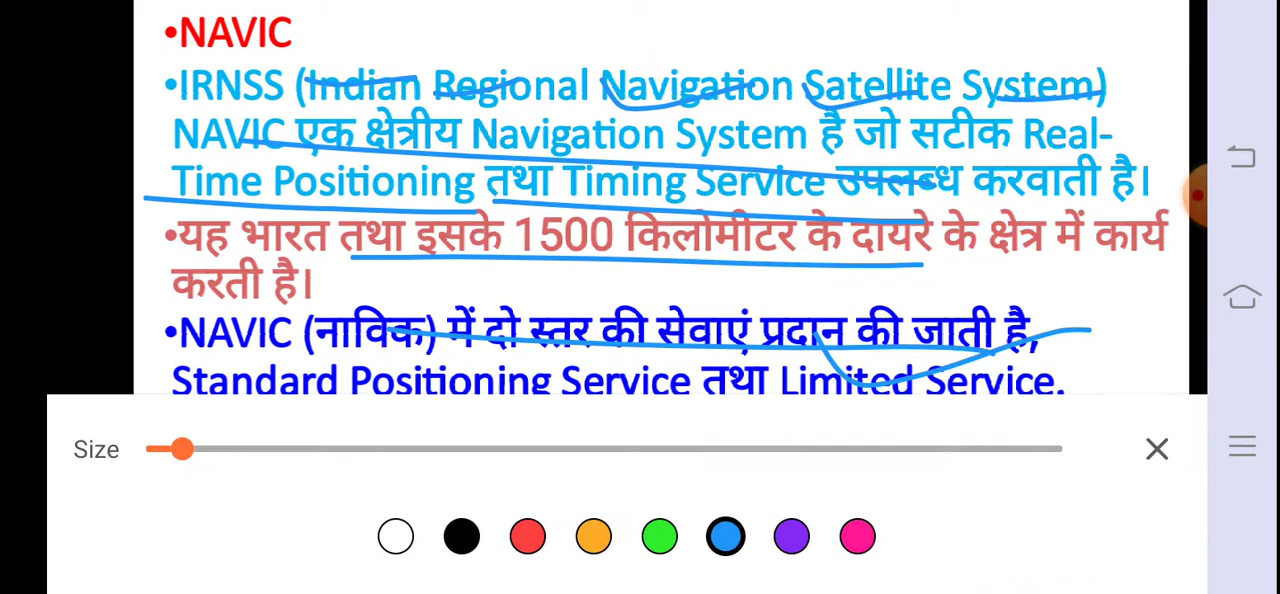 •NAVIC
•IRNSS (Indian Regional Navigation Satellite System)
NAVIC एक क्षेत्रीय Navigation System है जो सटीक Real-
Time Positioning तथा Timing Service उपलब्ध करवाती है।
•यह भारत तथा इसके 1500 किलोमीटर के दायरे के क्षेत्र में कार्य
करती है।
•NAVIC (नाविक) में दो स्तर की सेवाएं प्रदान की जाती है,
Standard Positioning Service तथा Limited Service.
Size